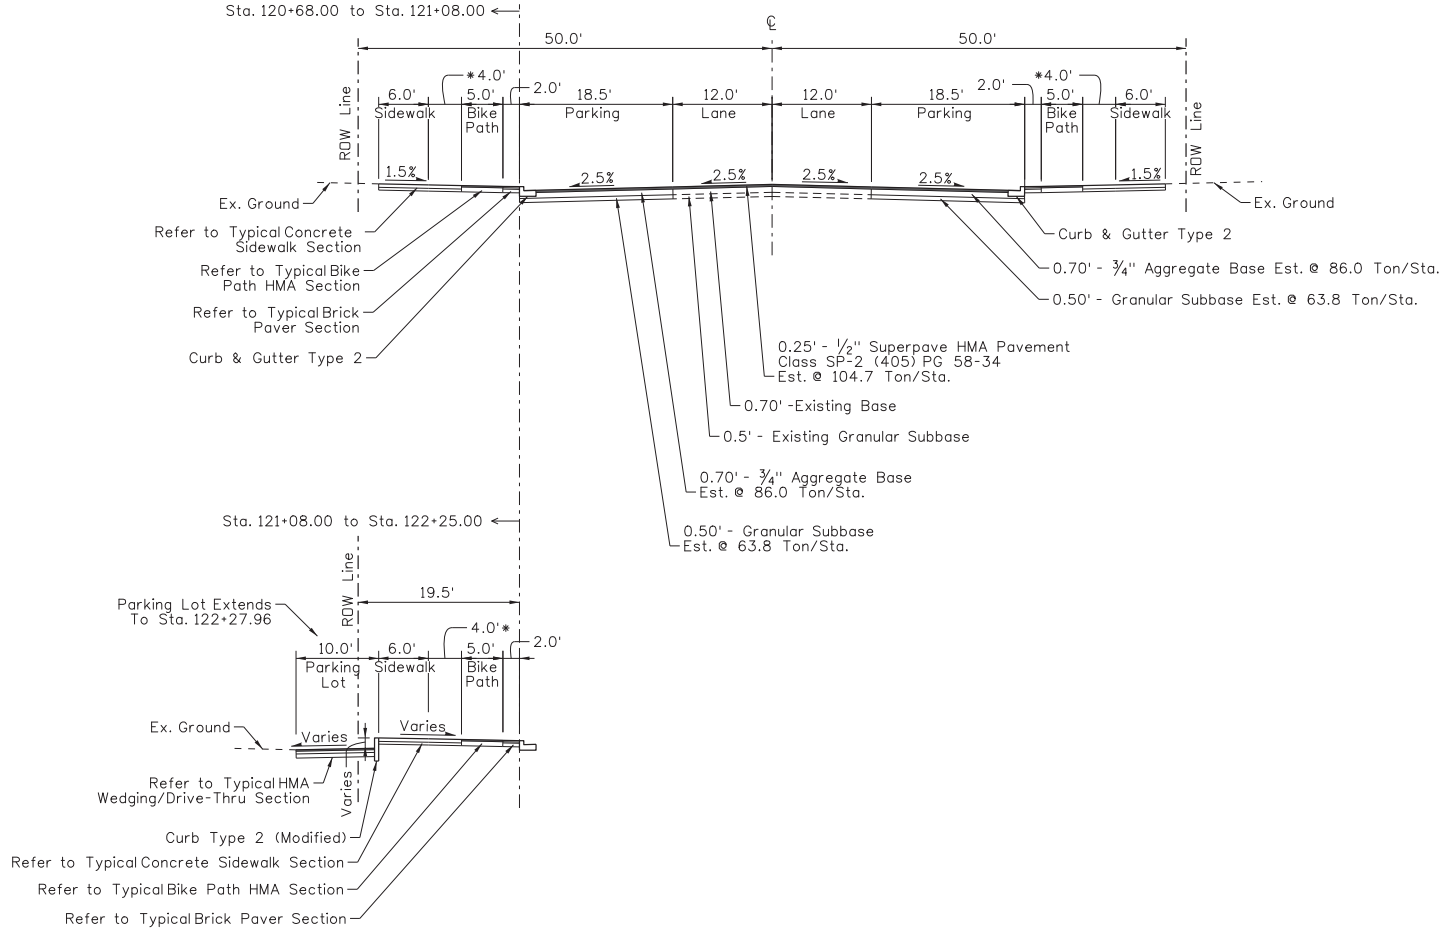 Sta. 120+68.00 to Sta. 121+08.00
℄
50.0'
50.0'
*4.0'
*4.0'
6.0'
5.0'
2.0'
18.5'
12.0'
12.0'
18.5'
2.0'
5.0'
6.0'
Sidewalk
Bike
Path
Parking
Lane
Lane
Parking
Bike
Path
Sidewalk
ROW Line
ROW Line
1.5%
2.5%
2.5%
2.5%
2.5%
1.5%
Ex. Ground
Ex. Ground
Refer to Typical Concrete
Sidewalk Section
Curb & Gutter Type 2
Refer to Typical Bike
Path HMA Section
0.70' - ¾" Aggregate Base Est. @ 86.0 Ton/Sta.
0.50' - Granular Subbase Est. @ 63.8 Ton/Sta.
Refer to Typical Brick
Paver Section
Curb & Gutter Type 2
0.25' - ½" Superpave HMA Pavement
Class SP-2 (405) PG 58-34
Est. @ 104.7 Ton/Sta.
0.70' -Existing Base
0.5' - Existing Granular Subbase
0.70' - ¾" Aggregate Base
Est. @ 86.0 Ton/Sta.
0.50' - Granular Subbase
Est. @ 63.8 Ton/Sta.
Sta. 121+08.00 to Sta. 122+25.00
ROW Line
19.5'
Parking Lot Extends
To Sta. 122+27.96
4.0'*
10.0'
6.0'
5.0'
2.0'
Parking
Lot
Sidewalk
Bike
Path
Ex. Ground
Varies
Varies
Varies
Refer to Typical HMA
Wedging/Drive-Thru Section
Curb Type 2 (Modified)
Refer to Typical Concrete Sidewalk Section
Refer to Typical Bike Path HMA Section
Refer to Typical Brick Paver Section